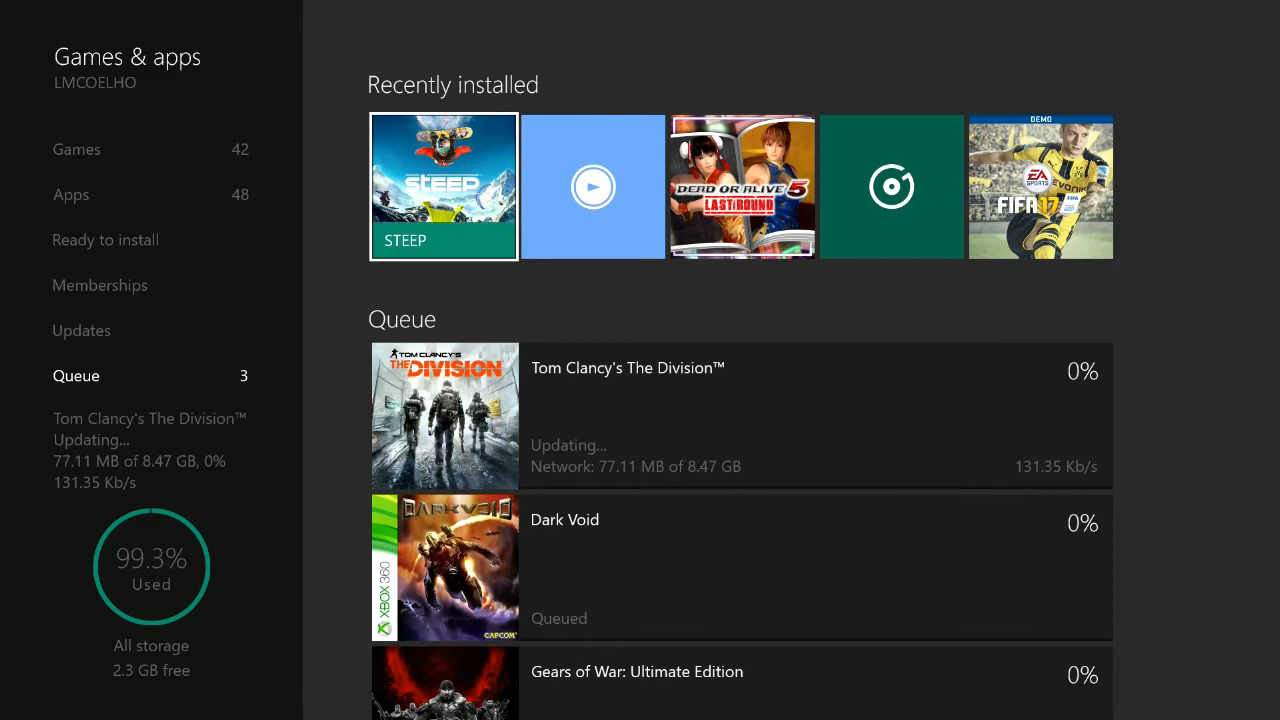 Games & apps
LMCOELHO
Games 42
Apps 48
Ready to install
Memberships
Updates
Queue 3
Tom Clancy's The Division™
Updating...
77.11 MB of 8.47 GB, 0%
131.35 Kb/s
99.3%
Used
All storage
2.3 GB free
Recently installed
STEEP
STEEP
DEAD OR ALIVE 5
LAST ROUND
DEMO
EA
SPORTS
EVONIK
FIFA 17
FIFA
Queue
TOM CLANCY'S
THE DIVISION
Tom Clancy's The Division™ 0%
Updating...
Network: 77.11 MB of 8.47 GB 131.35 Kb/s
DARK VOID
XBOX 360
CAPCOM
Dark Void 0%
Queued
Gears of War: Ultimate Edition 0%